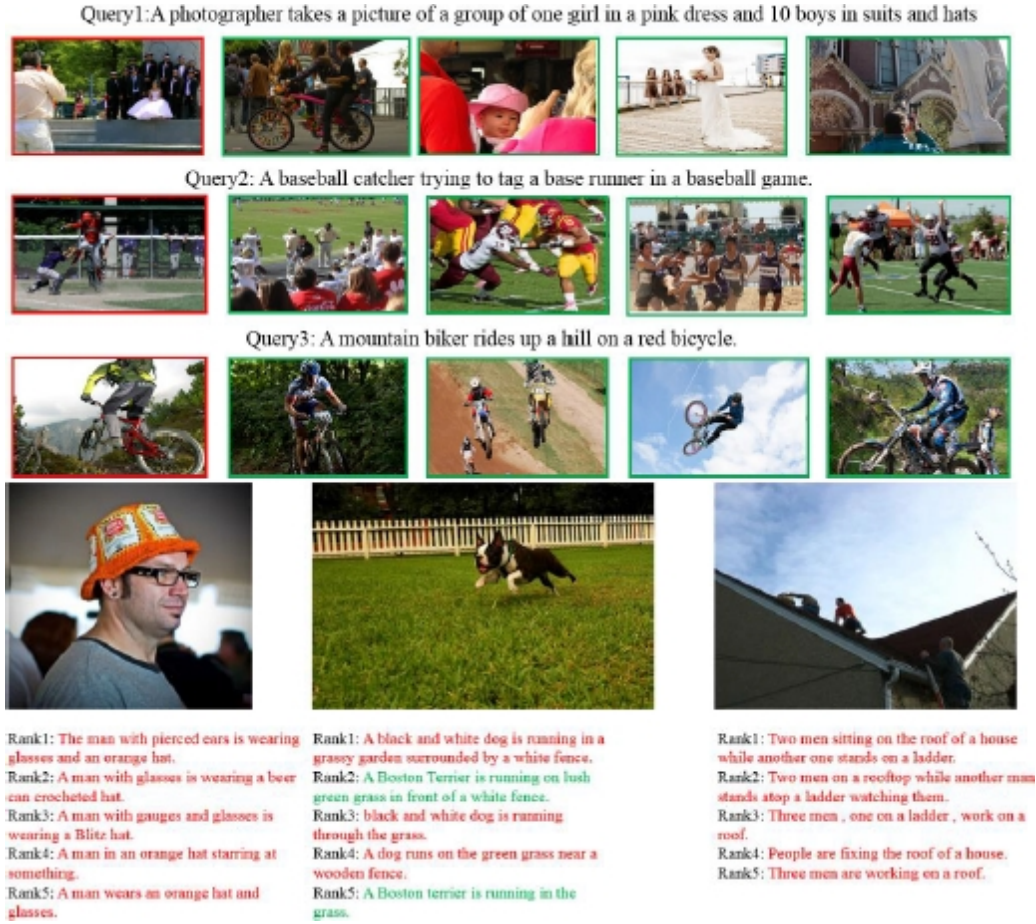 Query1:A photographer takes a picture of a group of one girl in a pink dress and 10 boys in suits and hats
Query2: A baseball catcher trying to tag a base runner in a baseball game.
Query3: A mountain biker rides up a hill on a red bicycle.
Rank1: The man with pierced ears is wearing
glasses and an orange hat.
Rank2: A man with glasses is wearing a beer
can crocheted hat.
Rank3: A man with gauges and glasses is
wearing a Blitz hat.
Rank4: A man in an orange hat starring at
something.
Rank5: A man wears an orange hat and
glasses.
Rank1: A black and white dog is running in a
grassy garden surrounded by a white fence.
Rank2: A Boston Terrier is running on lush
green grass in front of a white fence.
Rank3: black and white dog is running
through the grass.
Rank4: A dog runs on the green grass near a
wooden fence.
Rank5: A Boston terrier is running in the
grass.
Rank1: Two men sitting on the roof of a house
while another one stands on a ladder.
Rank2: Two men on a rooftop while another man
stands atop a ladder watching them.
Rank3: Three men , one on a ladder , work on a
roof.
Rank4: People are fixing the roof of a house.
Rank5: Three men are working on a roof.